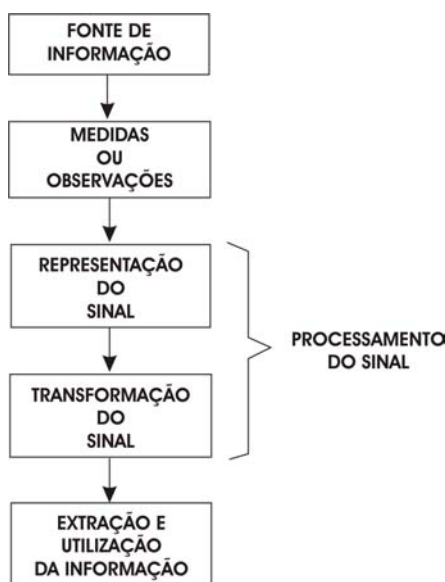 FONTE DE
INFORMAÇÃO
MEDIDAS
OU
OBSERVAÇÕES
REPRESENTAÇÃO
DO
SINAL
PROCESSAMENTO
DO SINAL
TRANSFORMAÇÃO
DO
SINAL
EXTRAÇÃO E
UTILIZAÇÃO
DA INFORMAÇÃO